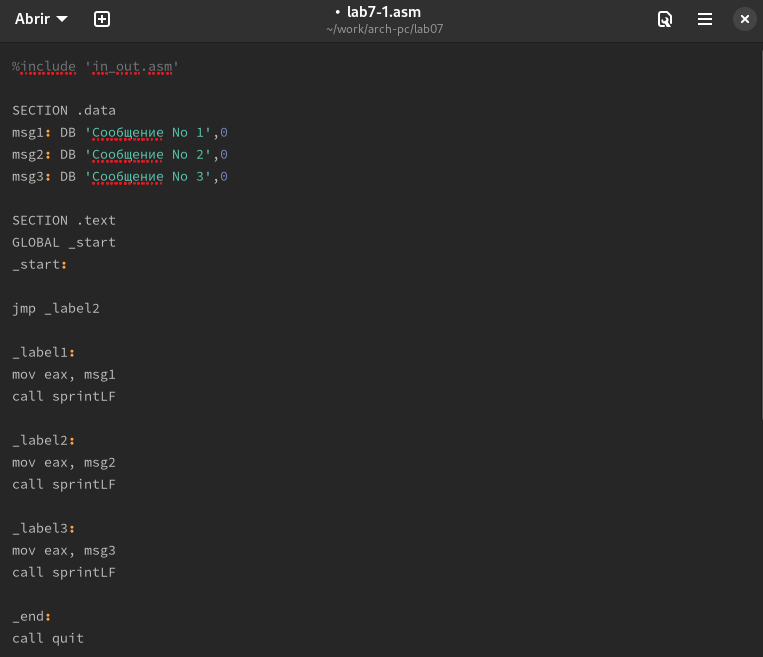 Abrir
• lab7-1.asm
~/work/arch-pc/lab07
%include 'in_out.asm'
SECTION .data
msg1: DB 'Сообщение No 1',0
msg2: DB 'Сообщение No 2',0
msg3: DB 'Сообщение No 3',0
SECTION .text
GLOBAL _start
_start:
jmp _label2
_label1:
mov eax, msg1
call sprintLF
_label2:
mov eax, msg2
call sprintLF
_label3:
mov eax, msg3
call sprintLF
_end:
call quit